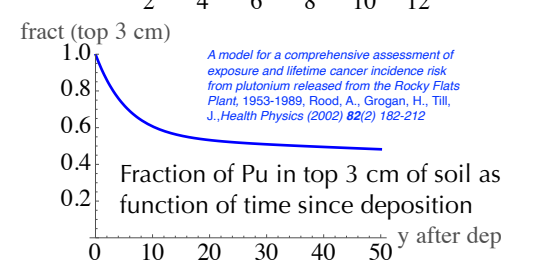 2 4 6 8 10 12
fract (top 3 cm)
1.0
A model for a comprehensive assessment of
exposure and lifetime cancer incidence risk
from plutonium released from the Rocky Flats
Plant, 1953-1989, Rood, A., Grogan, H., Till,
J.,Health Physics (2002) 82(2) 182-212
0.8
0.6
0.4
Fraction of Pu in top 3 cm of soil as
function of time since deposition
0.2
y after dep
0 10 20 30 40 50